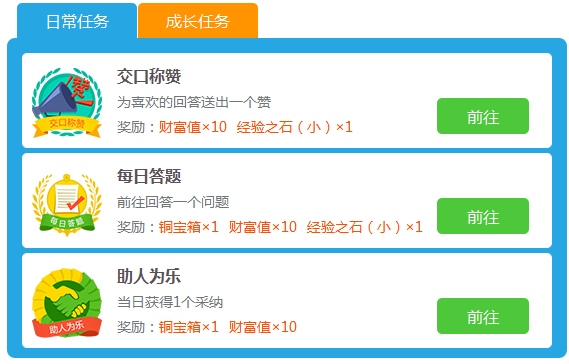 日常任务
成长任务
赞
交口称赞
交口称赞
为喜欢的回答送出一个赞
奖励：财富值×10 经验之石（小）×1
前往
每日答题
每日答题
前往回答一个问题
奖励：铜宝箱×1 财富值×10 经验之石（小）×1
前往
助人为乐
助人为乐
当日获得1个采纳
奖励：铜宝箱×1 财富值×10
前往